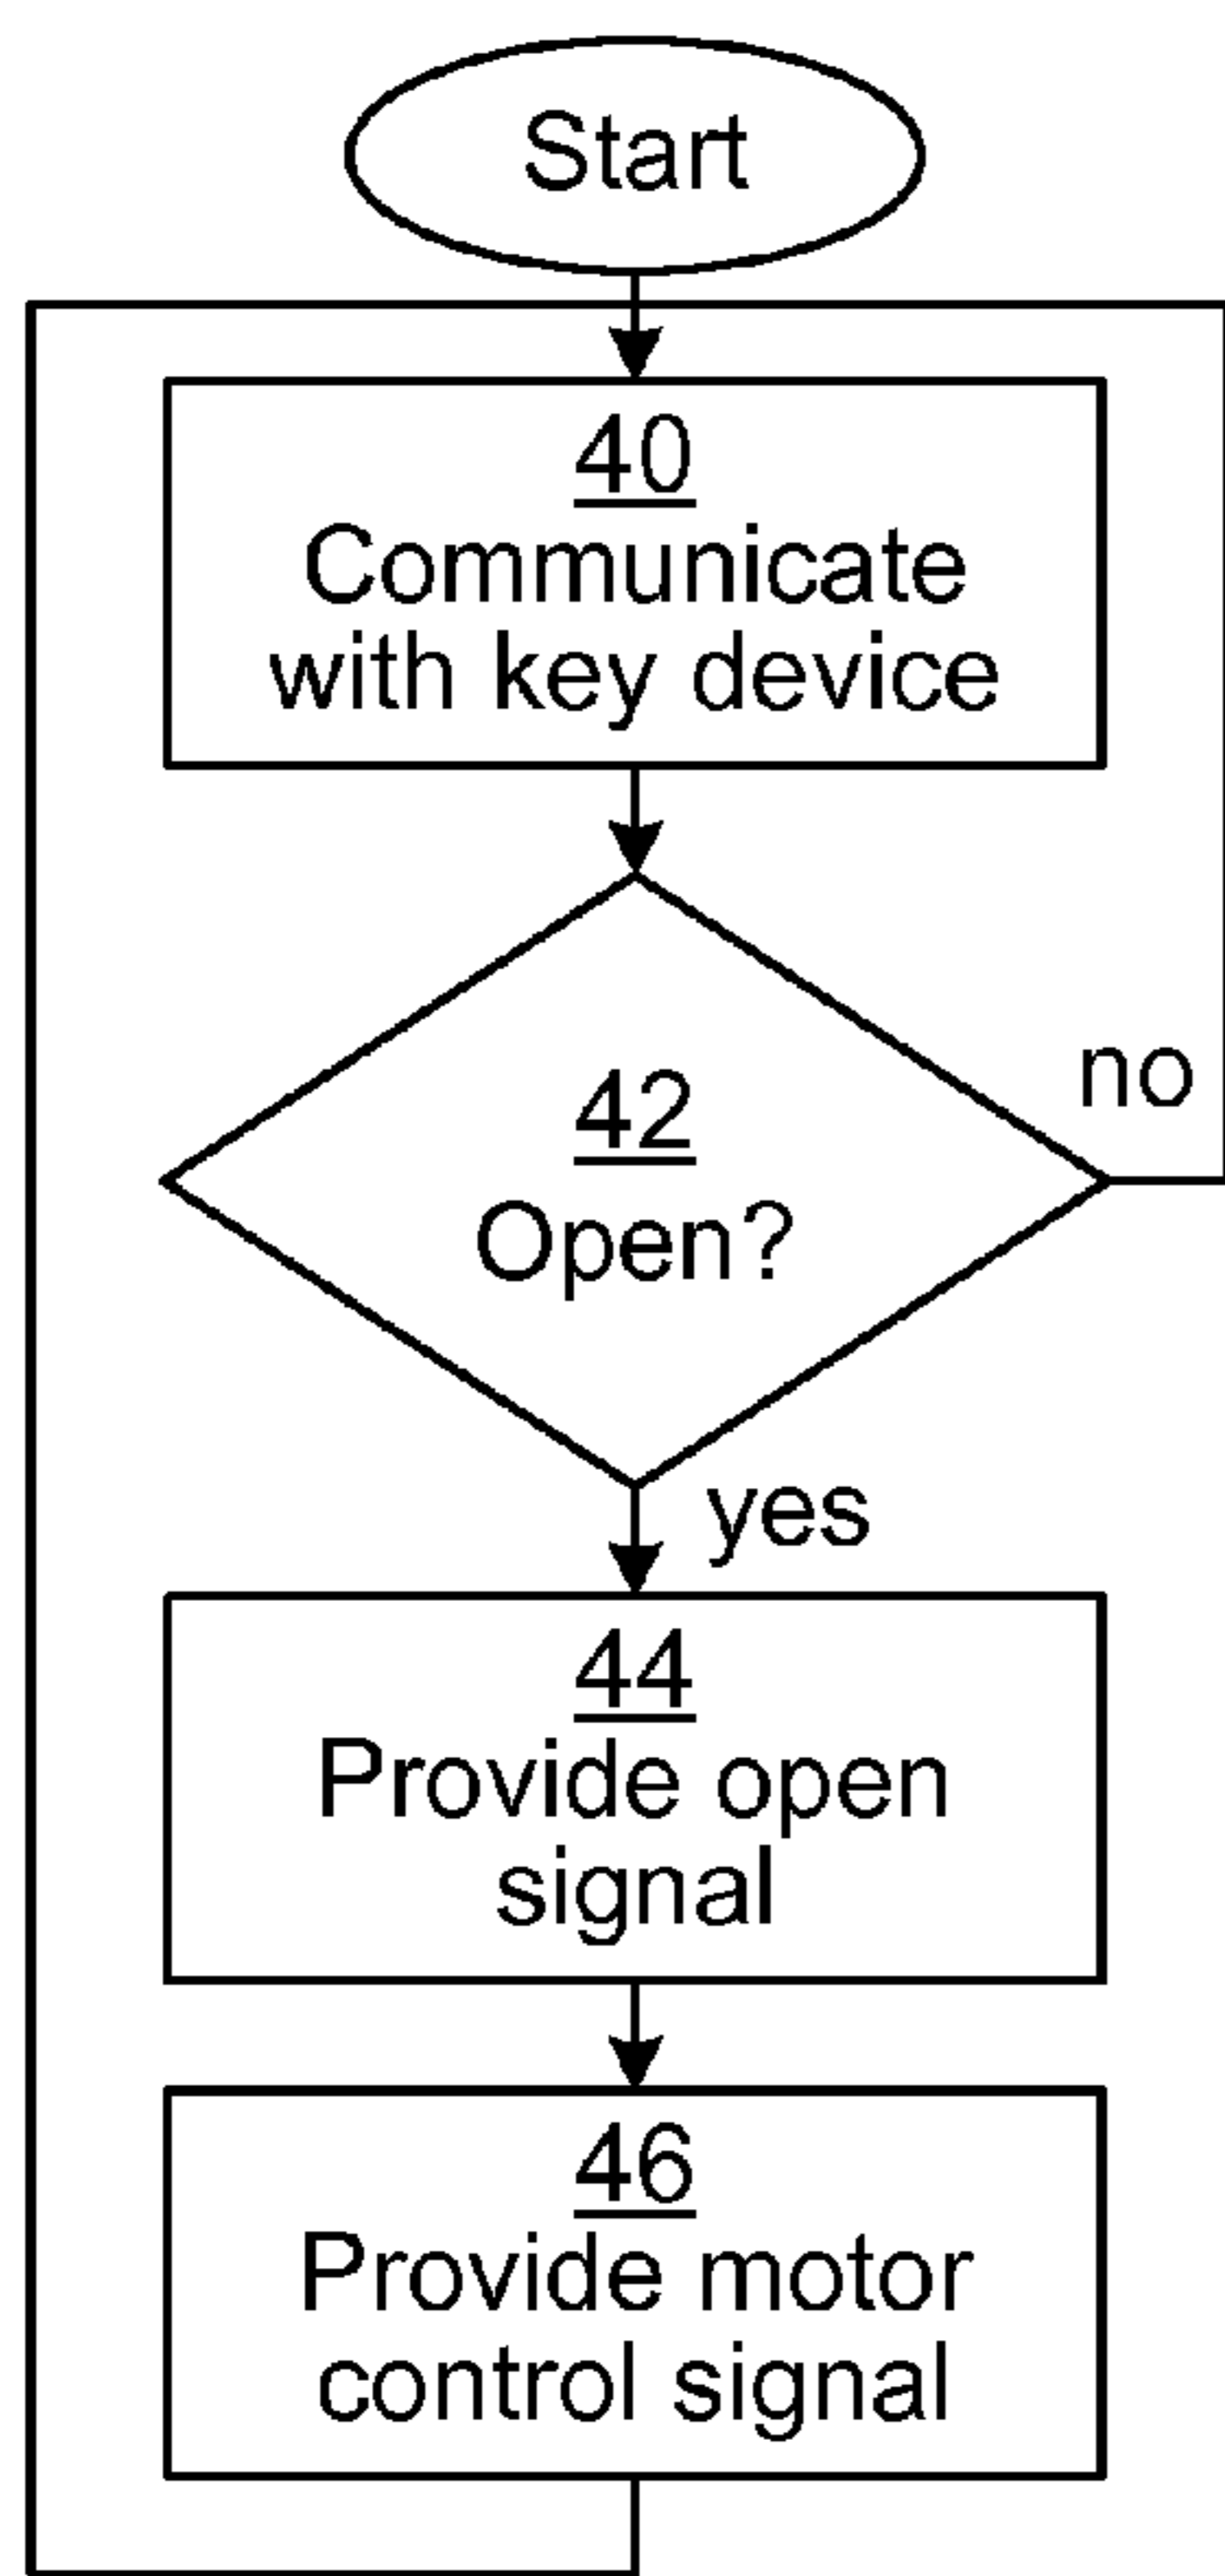 Start
40
Communicate
with key device
42
Open?
no
yes
44
Provide open
signal
46
Provide motor
control signal